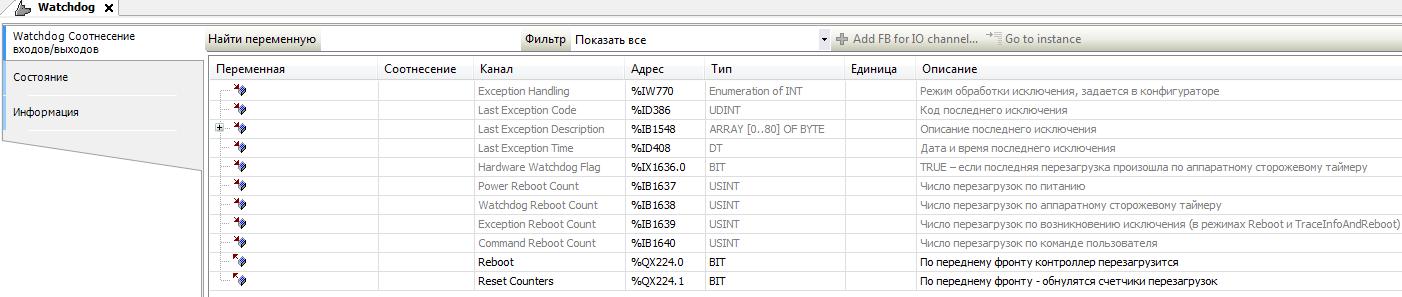 Watchdog
Watchdog Соотнесение
входов/выходов
Состояние
Информация
Найти переменную Фильтр Показать все Add FB for IO channel... Go to instance
Переменная Соотнесение Канал Адрес Тип Единица Описание
Exception Handling %IW770 Enumeration of INT Режим обработки исключения, задается в конфигураторе
Last Exception Code %ID386 UDINT Код последнего исключения
Last Exception Description %IB1548 ARRAY [0..80] OF BYTE Описание последнего исключения
Last Exception Time %ID408 DT Дата и время последнего исключения
Hardware Watchdog Flag %IX1636.0 BIT TRUE – если последняя перезагрузка произошла по аппаратному сторожевому таймеру
Power Reboot Count %IB1637 USINT Число перезагрузок по питанию
Watchdog Reboot Count %IB1638 USINT Число перезагрузок по аппаратному сторожевому таймеру
Exception Reboot Count %IB1639 USINT Число перезагрузок по возникновению исключения (в режимах Reboot и TraceInfoAndReboot)
Command Reboot Count %IB1640 USINT Число перезагрузок по команде пользователя
Reboot %QX224.0 BIT По переднему фронту контроллер перезагрузится
Reset Counters %QX224.1 BIT По переднему фронту - обнулятся счетчики перезагрузок